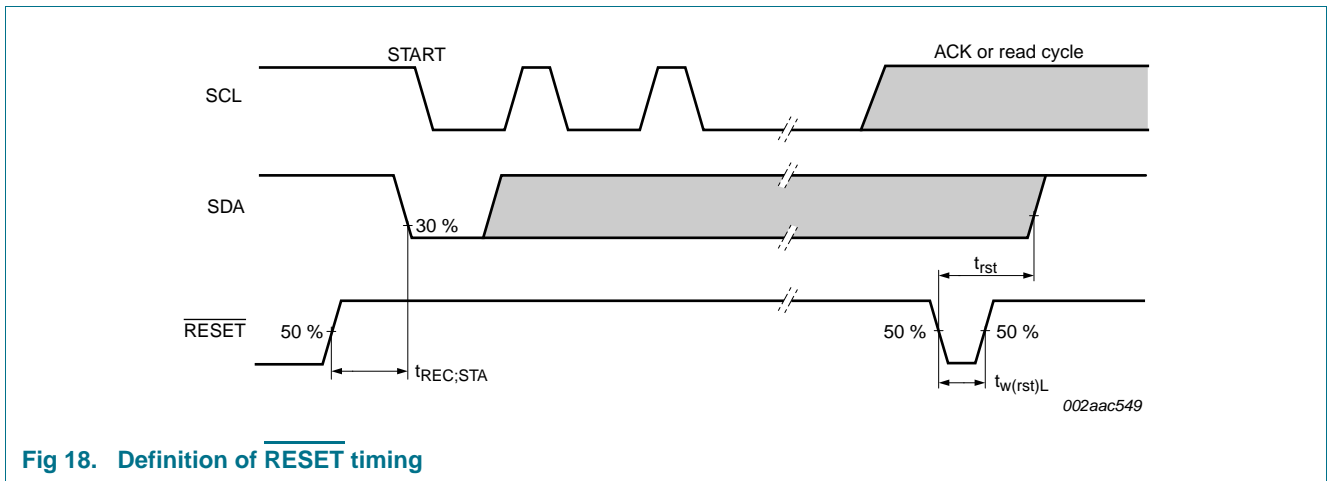 START
ACK or read cycle
SCL
SDA
30 %
t_rst
RESET
50 %
50 %
50 %
t_REC;STA
t_w(rst)L
002aac549
Fig 18. Definition of RESET timing